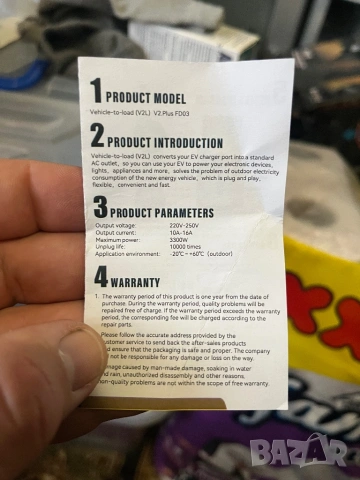 1 PRODUCT MODEL
Vehicle-to-load (V2L) V2,Plus FD03
2 PRODUCT INTRODUCTION
Vehicle-to-load (V2L) converts your EV charger port into a standard
AC outlet, so you can use your EV to power your electronic devices,
lights, appliances and more, solves the problem of outdoor electricity
consumption of the new energy vehicle, which is plug and play,
flexible, convenient and fast.
3 PRODUCT PARAMETERS
Output voltage: 220V-250V
Output current: 10A-16A
Maximum power: 3300W
Unplug life: 10000 times
Application environment: -20℃~+60℃ (outdoor)
4 WARRANTY
1. The warranty period of this product is one year from the date of
purchase. During the warranty period, quality problems will be
repaired free of charge. If the warranty exceeds the warranty
period, the corresponding fee will be charged according to the
repair parts.
Please follow the accurate address provided by the
customer service to send back the after-sales products
and ensure that the packaging is safe and proper. The company
not be responsible for any damage or loss on the way.
damage caused by man-made damage, soaking in water
and rain, unauthorized disassembly and other reasons.
non-quality problems are not within the scope of free warranty.
XX
BAZAR